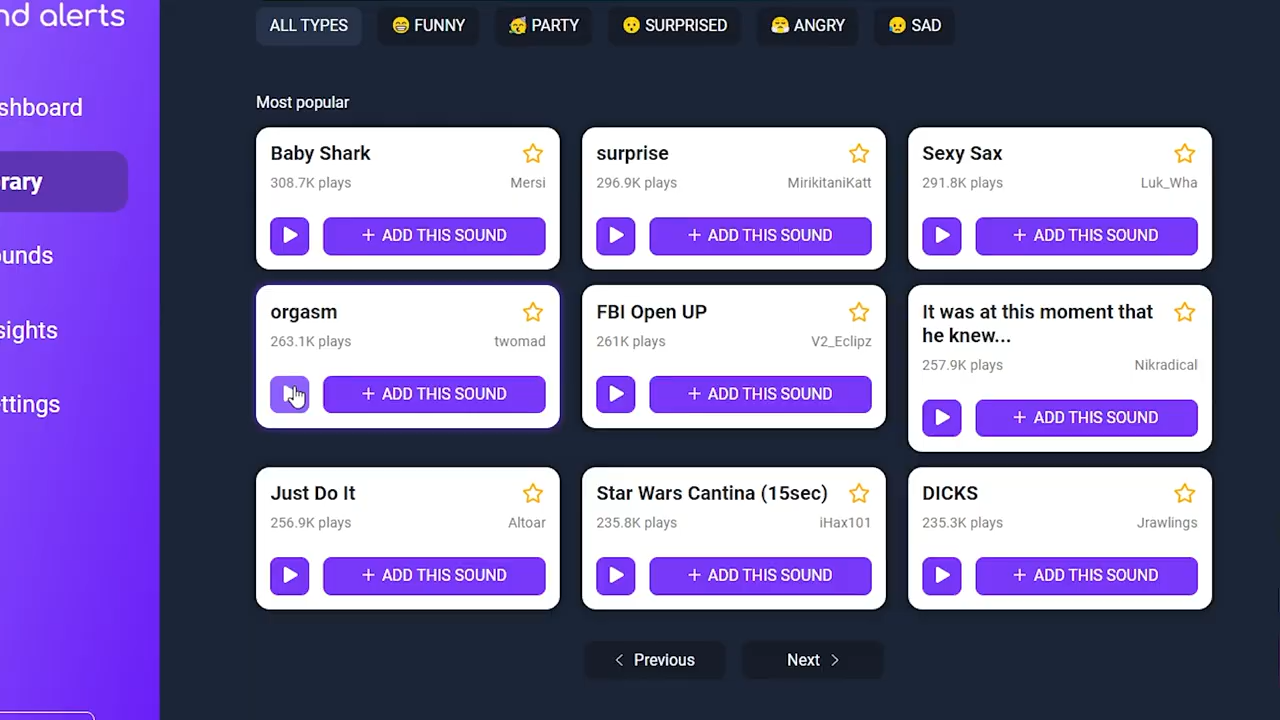 nd alerts
ALL TYPES
😁 FUNNY
🥳 PARTY
😯 SURPRISED
😤 ANGRY
😥 SAD
shboard
rary
unds
sights
ttings
Most popular
Baby Shark
308.7K plays
Mersi
+ ADD THIS SOUND
surprise
296.9K plays
MirikitaniKatt
+ ADD THIS SOUND
Sexy Sax
291.8K plays
Luk_Wha
+ ADD THIS SOUND
orgasm
263.1K plays
twomad
+ ADD THIS SOUND
FBI Open UP
261K plays
V2_Eclipz
+ ADD THIS SOUND
It was at this moment that
he knew...
257.9K plays
Nikradical
+ ADD THIS SOUND
Just Do It
256.9K plays
Altoar
+ ADD THIS SOUND
Star Wars Cantina (15sec)
235.8K plays
iHax101
+ ADD THIS SOUND
DICKS
235.3K plays
Jrawlings
+ ADD THIS SOUND
< Previous
Next >